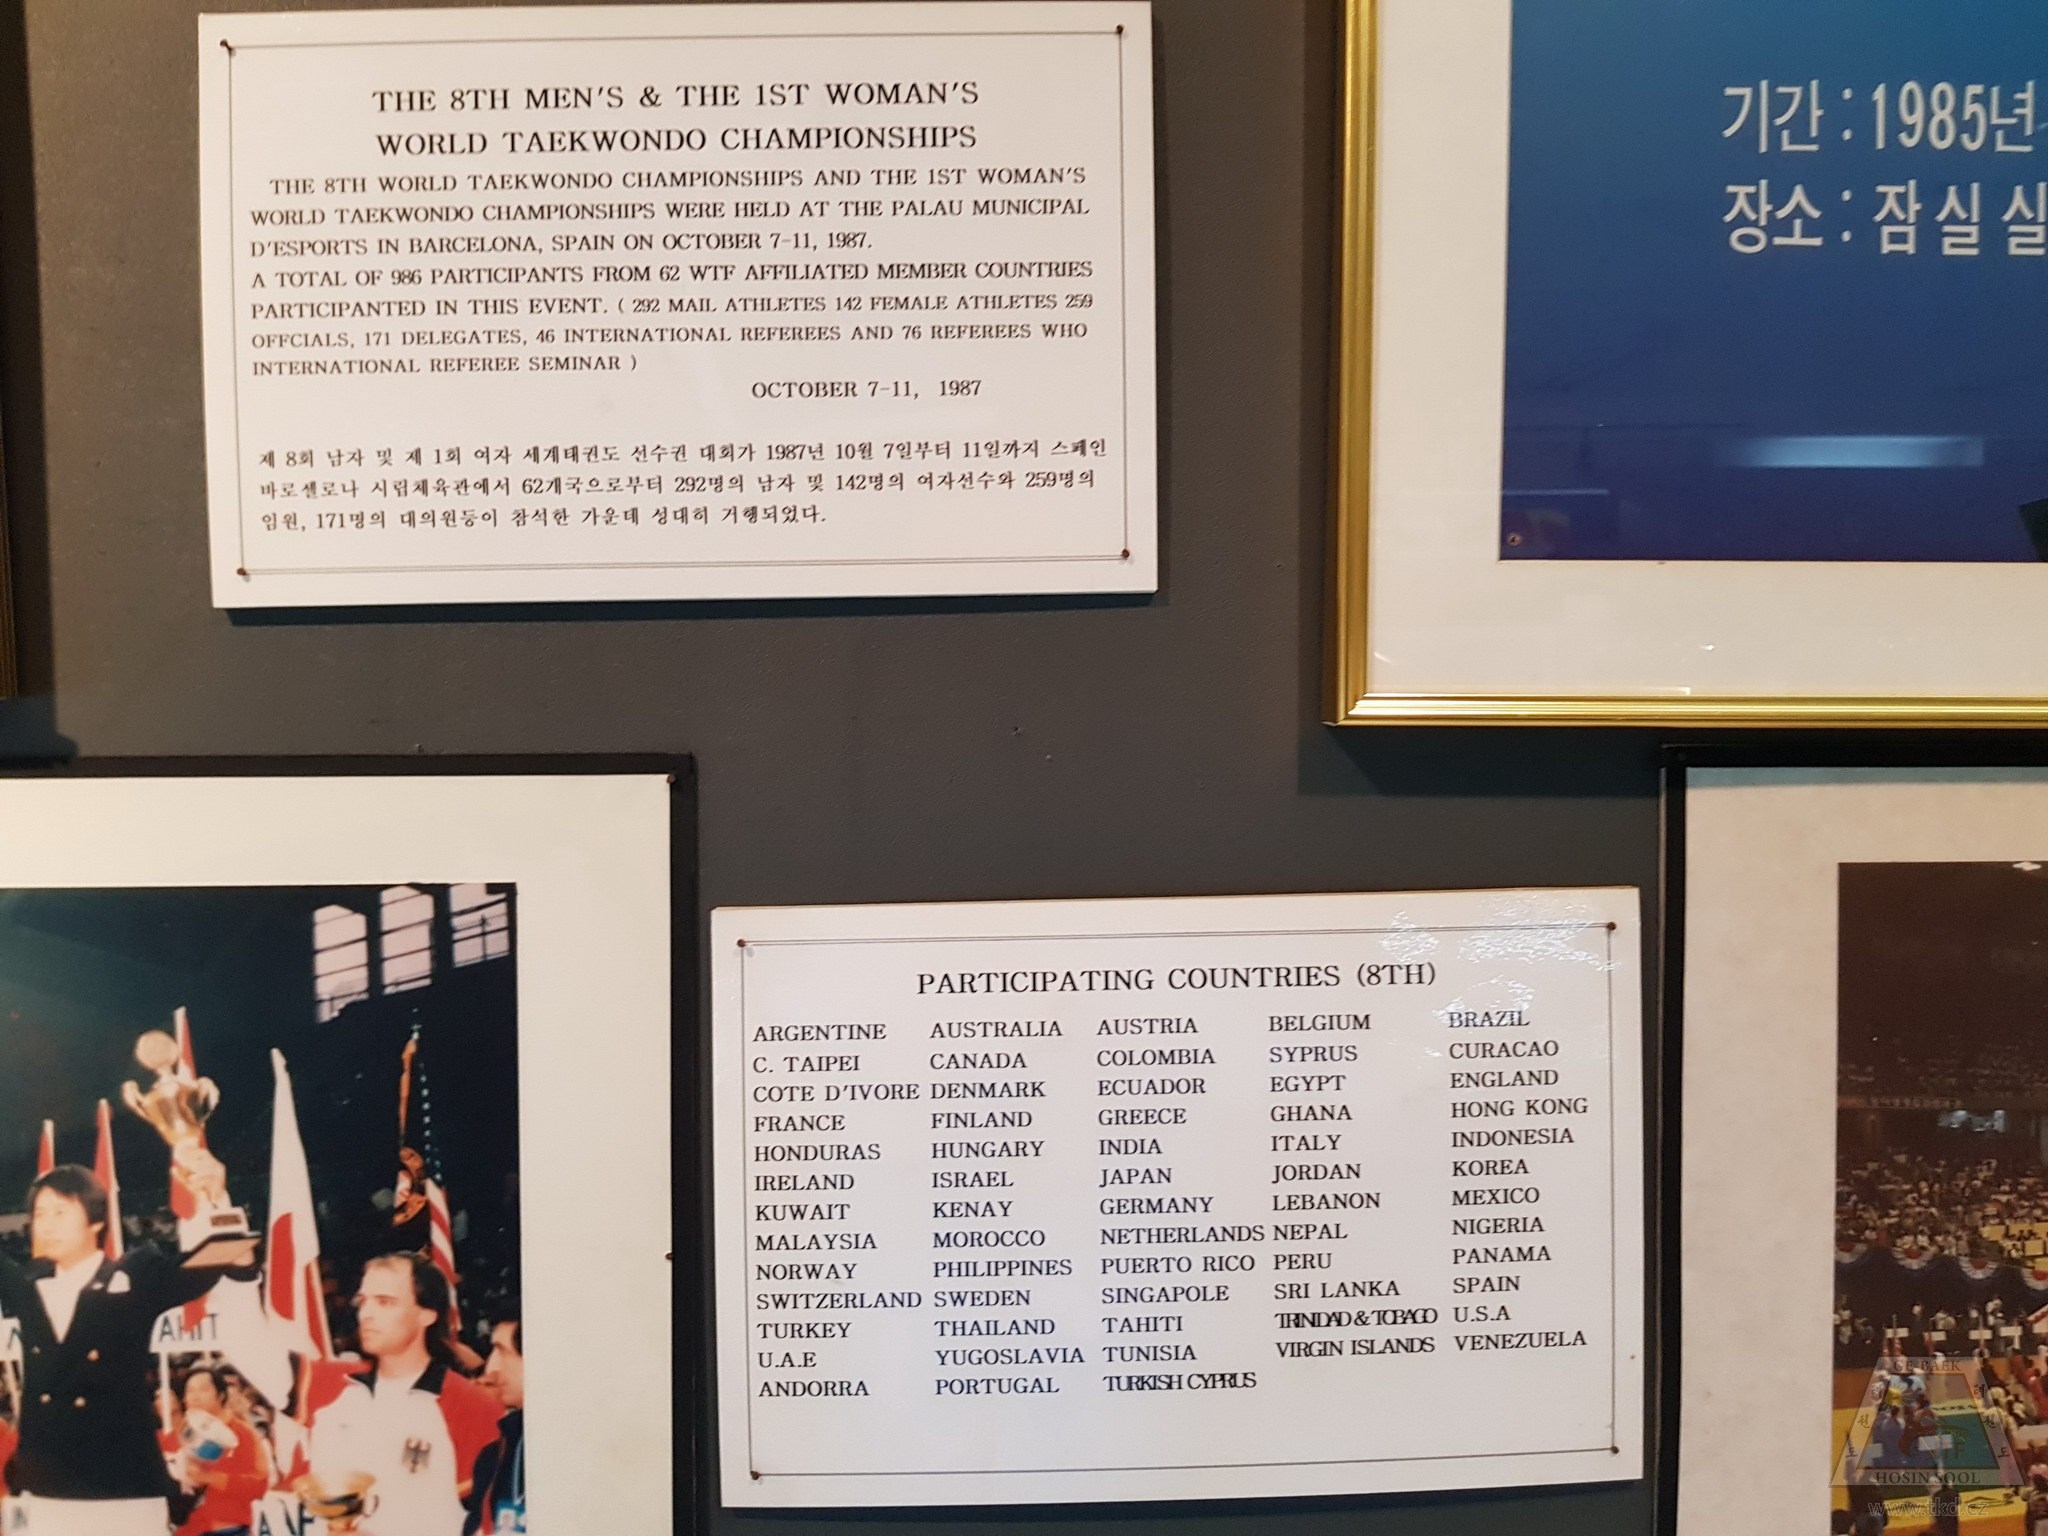 THE 8TH MEN'S & THE 1ST WOMAN'S
WORLD TAEKWONDO CHAMPIONSHIPS
THE 8TH WORLD TAEKWONDO CHAMPIONSHIPS AND THE 1ST WOMAN'S
WORLD TAEKWONDO CHAMPIONSHIPS WERE HELD AT THE PALAU MUNICIPAL
D'ESPORTS IN BARCELONA, SPAIN ON OCTOBER 7-11, 1987.
A TOTAL OF 986 PARTICIPANTS FROM 62 WTF AFFILIATED MEMBER COUNTRIES
PARTICIPANTED IN THIS EVENT. ( 292 MAIL ATHLETES 142 FEMALE ATHLETES 259
OFFCIALS, 171 DELEGATES, 46 INTERNATIONAL REFEREES AND 76 REFEREES WHO
INTERNATIONAL REFEREE SEMINAR )
OCTOBER 7-11, 1987
제 8회 남자 및 제 1회 여자 세계태권도 선수권 대회가 1987년 10월 7일부터 11일까지 스페인
바로셀로나 시립체육관에서 62개국으로부터 292명의 남자 및 142명의 여자선수와 259명의
임원, 171명의 대의원등이 참석한 가운데 성대히 거행되었다.
기간 : 1985년
장소 : 잠실실
PARTICIPATING COUNTRIES (8TH)
ARGENTINE AUSTRALIA AUSTRIA BELGIUM BRAZIL
C. TAIPEI CANADA COLOMBIA SYPRUS CURACAO
COTE D'IVORE DENMARK ECUADOR EGYPT ENGLAND
FRANCE FINLAND GREECE GHANA HONG KONG
HONDURAS HUNGARY INDIA ITALY INDONESIA
IRELAND ISRAEL JAPAN JORDAN KOREA
KUWAIT KENAY GERMANY LEBANON MEXICO
MALAYSIA MOROCCO NETHERLANDS NEPAL NIGERIA
NORWAY PHILIPPINES PUERTO RICO PERU PANAMA
SWITZERLAND SWEDEN SINGAPOLE SRI LANKA SPAIN
TURKEY THAILAND TAHITI TRINIDAD & TOBAGO U.S.A
U.A.E YUGOSLAVIA TUNISIA VIRGIN ISLANDS VENEZUELA
ANDORRA PORTUGAL TURKISH CYPRUS
AHIT
GE BAEK
HOSIN SOOL
www.tkd.cz